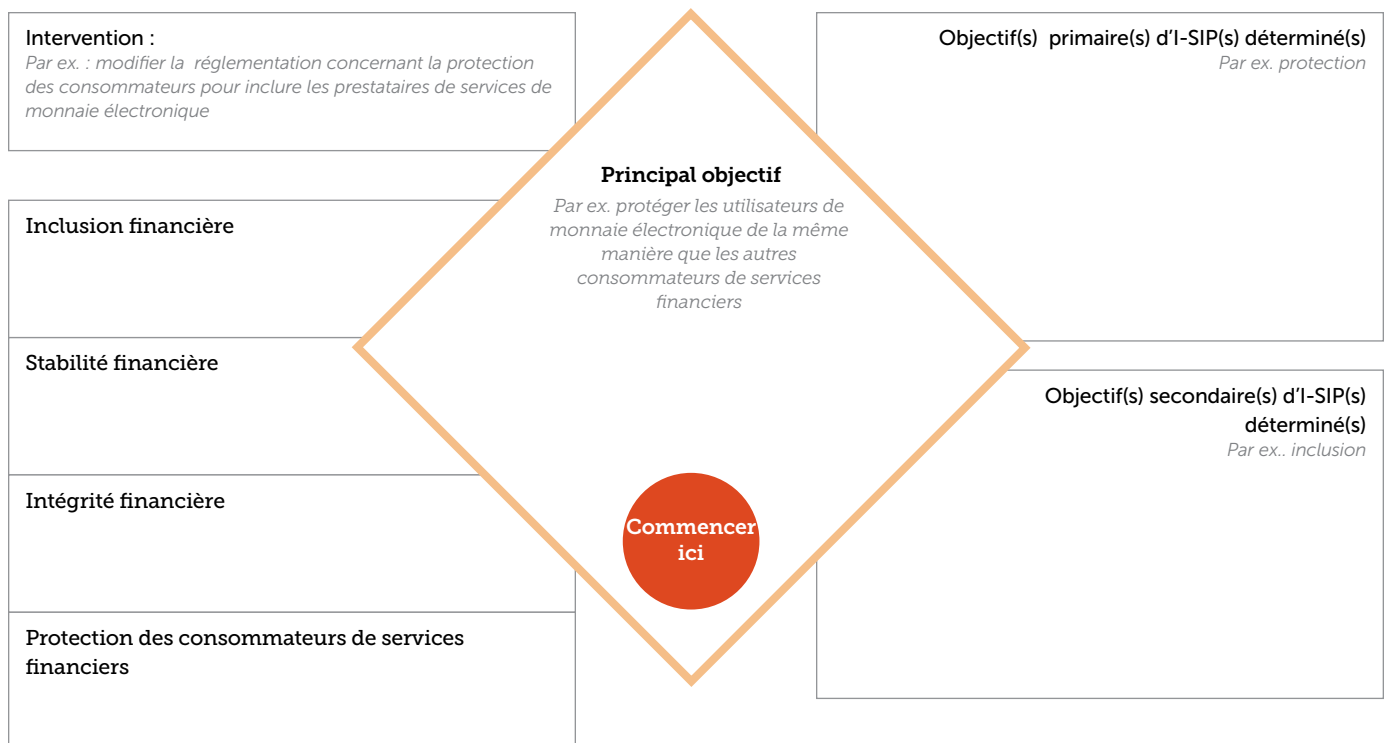 Intervention :
Par ex. : modifier la réglementation concernant la protection
des consommateurs pour inclure les prestataires de services de
monnaie électronique
Inclusion financière
Stabilité financière
Intégrité financière
Protection des consommateurs de services
financiers
Principal objectif
Par ex. protéger les utilisateurs de
monnaie électronique de la même
manière que les autres
consommateurs de services
financiers
Commencer
ici
Objectif(s) primaire(s) d'I-SIP(s) déterminé(s)
Par ex. protection
Objectif(s) secondaire(s) d'I-SIP(s)
déterminé(s)
Par ex.. inclusion